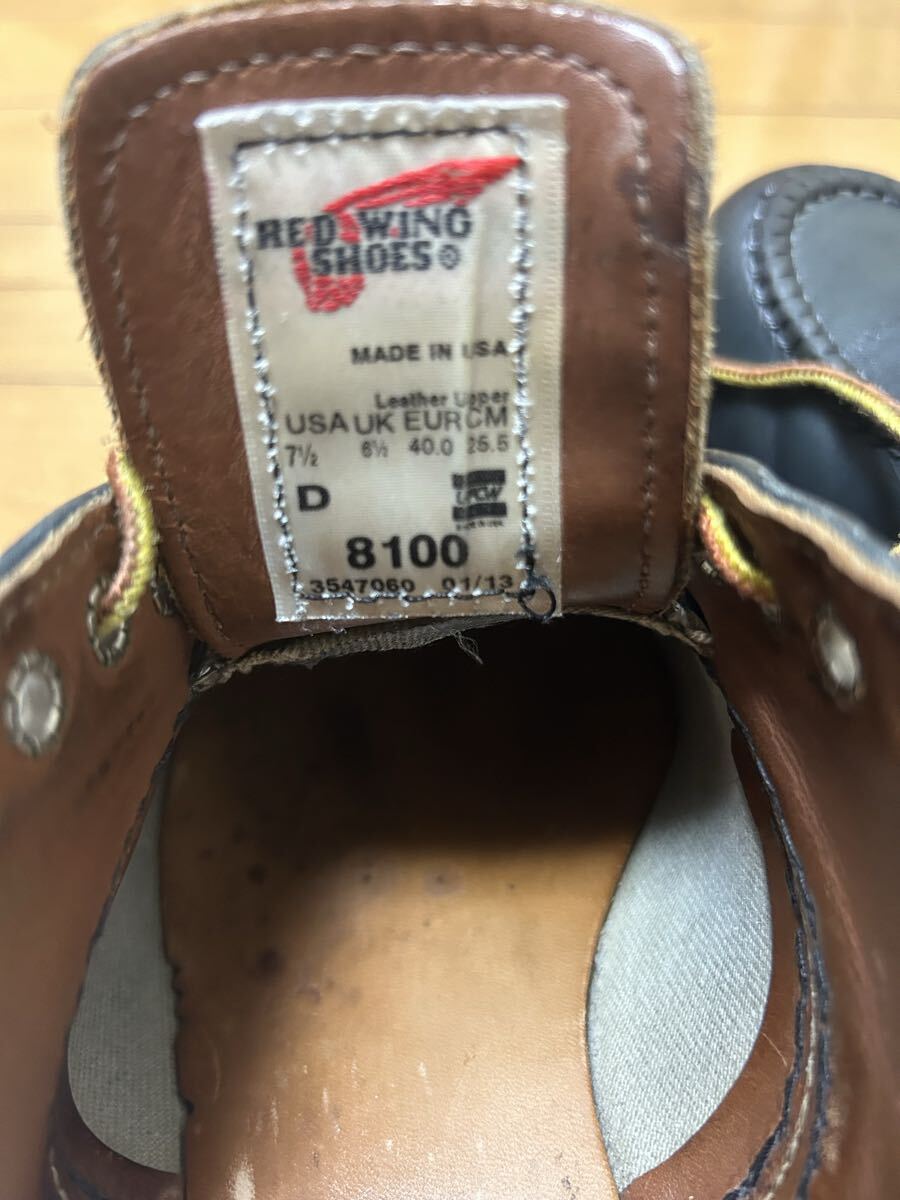 RED WING
SHOES
MADE IN USA
Leather Upper
USA UK EUR CM
7½ 6½ 40.0 25.5
D
UFCW
8100
3547060 01/13